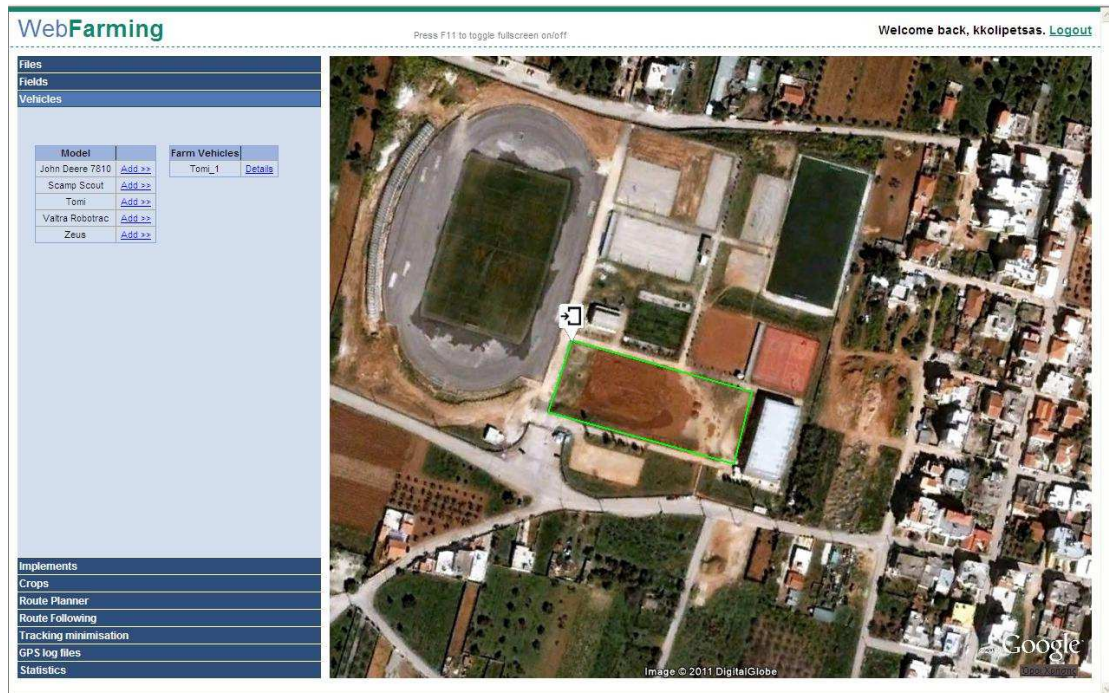 WebFarming
Press F11 to toggle fullscreen on/off
Welcome back, kkolipetsas. Logout
Files
Fields
Vehicles
Model
John Deere 7810 Add >>
Scamp Scout Add >>
Tomi Add >>
Valtra Robotrac Add >>
Zeus Add >>
Farm Vehicles
Tomi_1 Details
Implements
Crops
Route Planner
Route Following
Tracking minimisation
GPS log files
Statistics
Google
Image © 2011 DigitalGlobe
Όροι Χρήσης